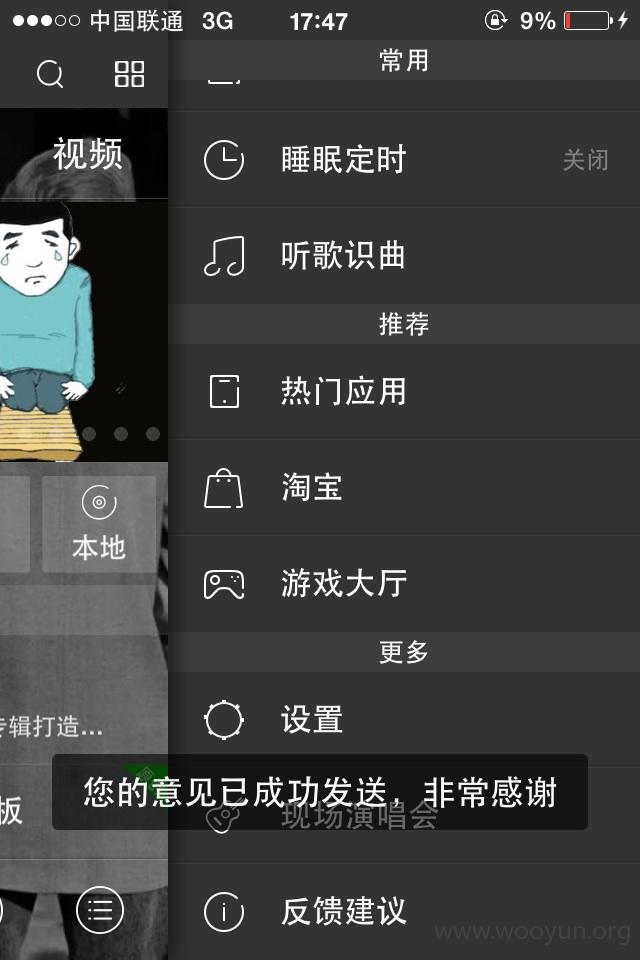 中国联通 3G 17:47 9%
常用
视频
睡眠定时 关闭
听歌识曲
推荐
热门应用
淘宝
本地
游戏大厅
更多
专辑打造...
设置
您的意见已成功发送，非常感谢
板
现场演唱会
反馈建议
www.wooyun.org